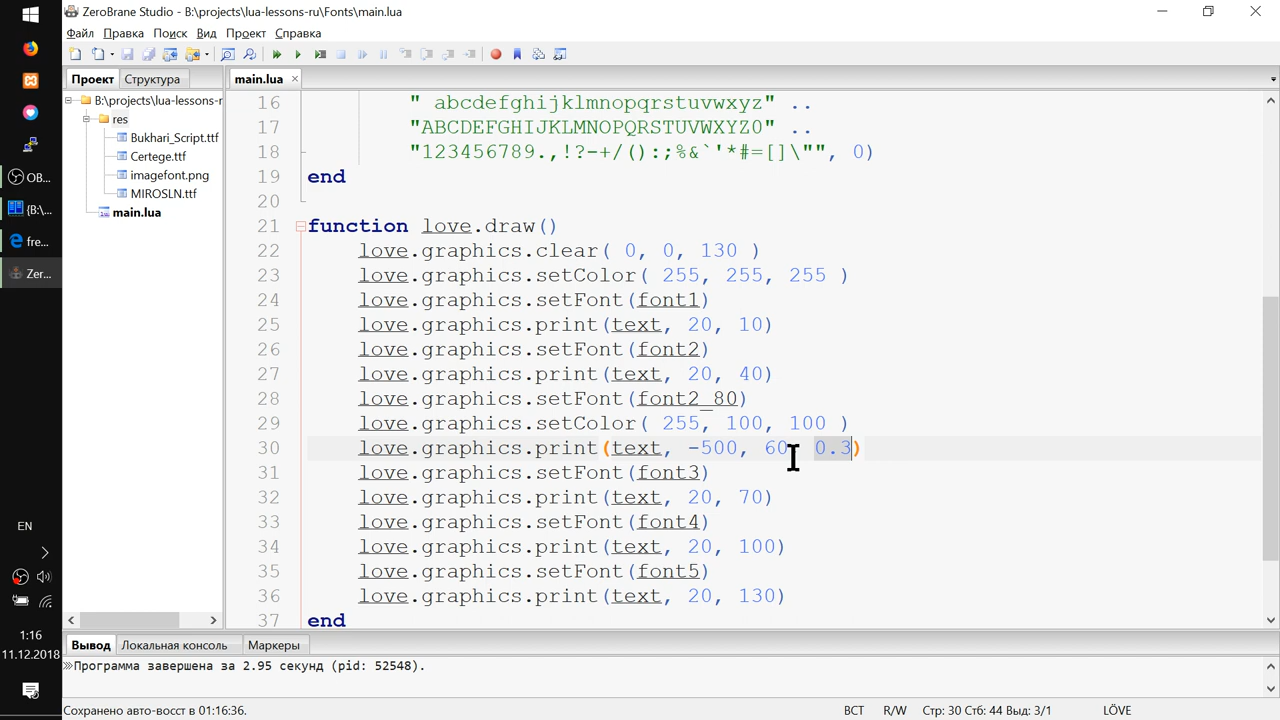 ZeroBrane Studio - B:\projects\lua-lessons-ru\Fonts\main.lua
Файл Правка Поиск Вид Проект Справка
Проект Структура
main.lua
B:\projects\lua-lessons-r
res
Bukhari_Script.ttf
Certege.ttf
imagefont.png
MIROSLN.ttf
main.lua
16 " abcdefghijklmnopqrstuvwxyz" ..
17 "ABCDEFGHIJKLMNOPQRSTUVWXYZ0" ..
18 "123456789.,!?-+/():;%&`'*#=[]\"", 0)
19 end
20
21 function love.draw()
22 love.graphics.clear( 0, 0, 130 )
23 love.graphics.setColor( 255, 255, 255 )
24 love.graphics.setFont(font1)
25 love.graphics.print(text, 20, 10)
26 love.graphics.setFont(font2)
27 love.graphics.print(text, 20, 40)
28 love.graphics.setFont(font2_80)
29 love.graphics.setColor( 255, 100, 100 )
30 love.graphics.print(text, -500, 60, 0.3)
31 love.graphics.setFont(font3)
32 love.graphics.print(text, 20, 70)
33 love.graphics.setFont(font4)
34 love.graphics.print(text, 20, 100)
35 love.graphics.setFont(font5)
36 love.graphics.print(text, 20, 130)
37 end
OB...
{B:\...
fre...
Zer...
EN
1:16
11.12.2018
Вывод Локальная консоль Маркеры
Программа завершена за 2.95 секунд (pid: 52548).
Сохранено авто-восст в 01:16:36.
ВСТ R/W Стр: 30 Стб: 44 Выд: 3/1 LÖVE